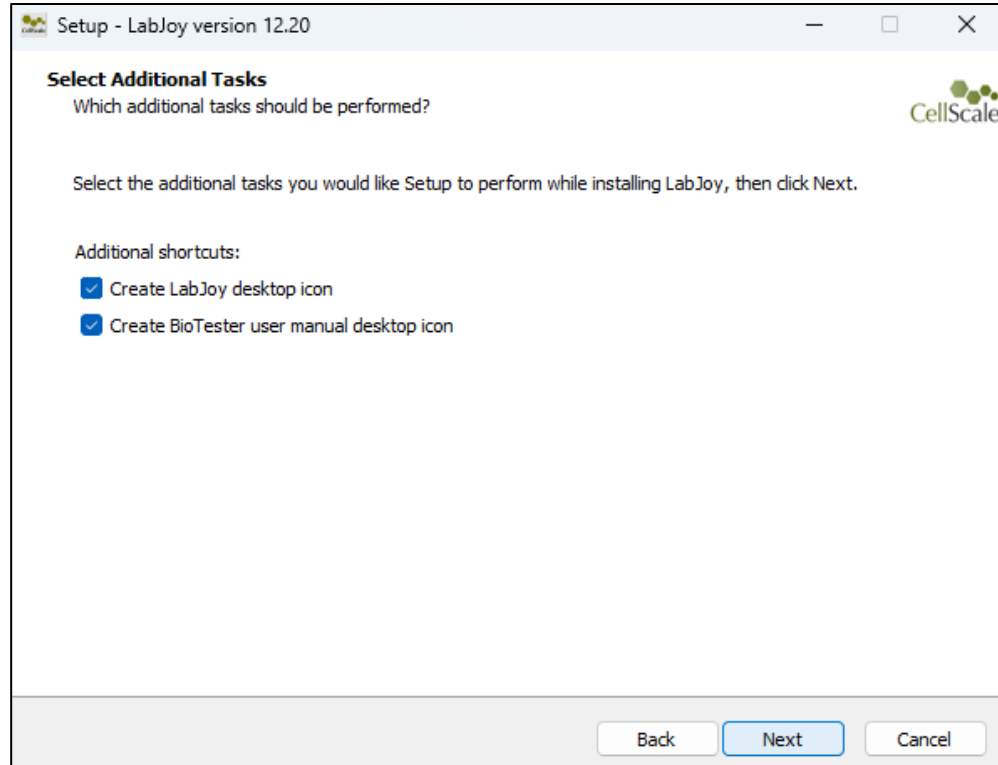 Setup - LabJoy version 12.20
Select Additional Tasks
Which additional tasks should be performed?
CellScale
Select the additional tasks you would like Setup to perform while installing LabJoy, then click Next.
Additional shortcuts:
Create LabJoy desktop icon
Create BioTester user manual desktop icon
Back Next Cancel